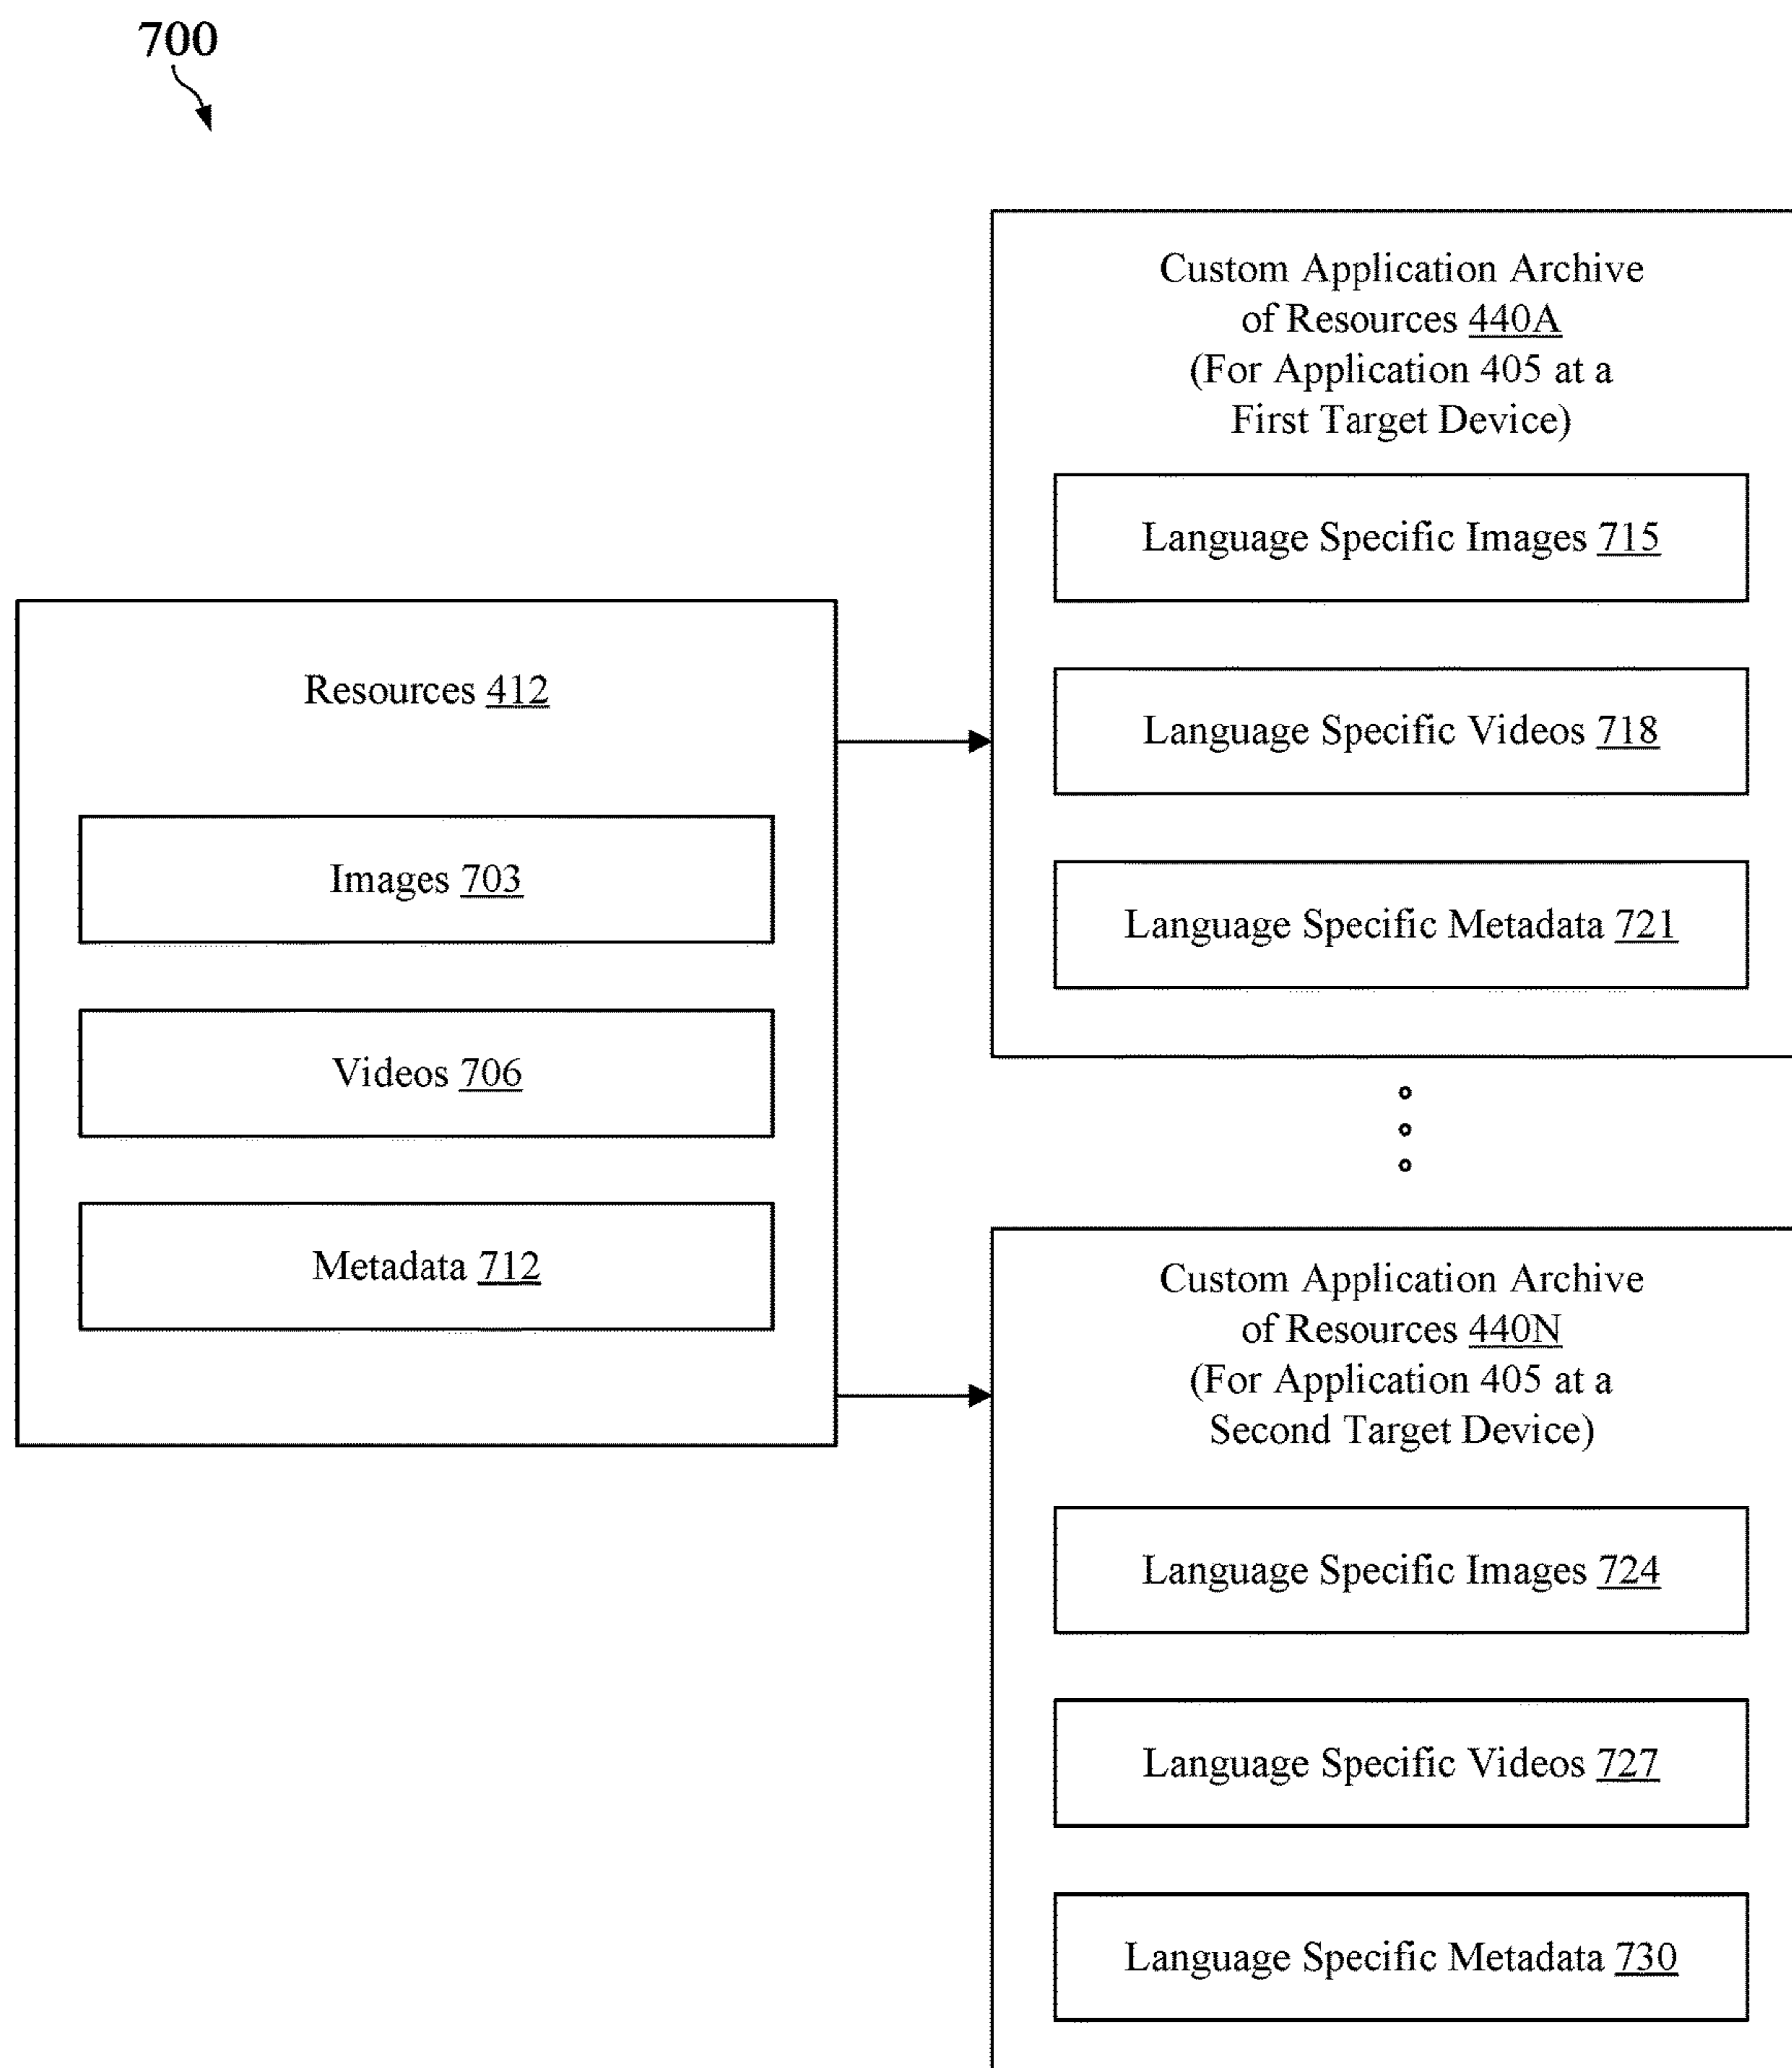 700
Resources 412
Images 703
Videos 706
Metadata 712
Custom Application Archive
of Resources 440A
(For Application 405 at a
First Target Device)
Language Specific Images 715
Language Specific Videos 718
Language Specific Metadata 721
Custom Application Archive
of Resources 440N
(For Application 405 at a
Second Target Device)
Language Specific Images 724
Language Specific Videos 727
Language Specific Metadata 730